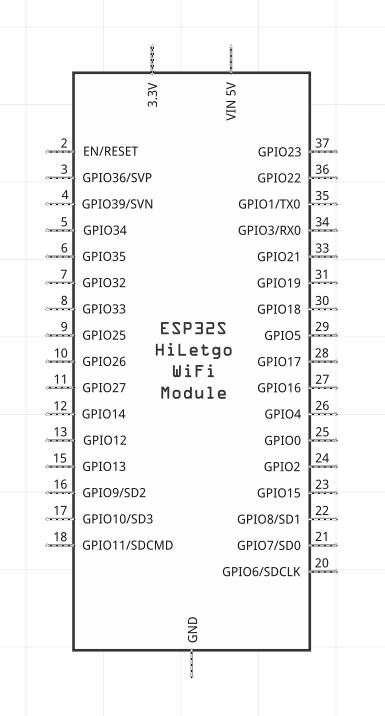 3.3V
VIN 5V
2 EN/RESET
3 GPIO36/SVP
4 GPIO39/SVN
5 GPIO34
6 GPIO35
7 GPIO32
8 GPIO33
9 GPIO25
10 GPIO26
11 GPIO27
12 GPIO14
13 GPIO12
15 GPIO13
16 GPIO9/SD2
17 GPIO10/SD3
18 GPIO11/SDCMD
ESP32S
HiLetgo
WiFi
Module
GPIO23 37
GPIO22 36
GPIO1/TX0 35
GPIO3/RX0 34
GPIO21 33
GPIO19 31
GPIO18 30
GPIO5 29
GPIO17 28
GPIO16 27
GPIO4 26
GPIO0 25
GPIO2 24
GPIO15 23
GPIO8/SD1 22
GPIO7/SD0 21
GPIO6/SDCLK 20
GND